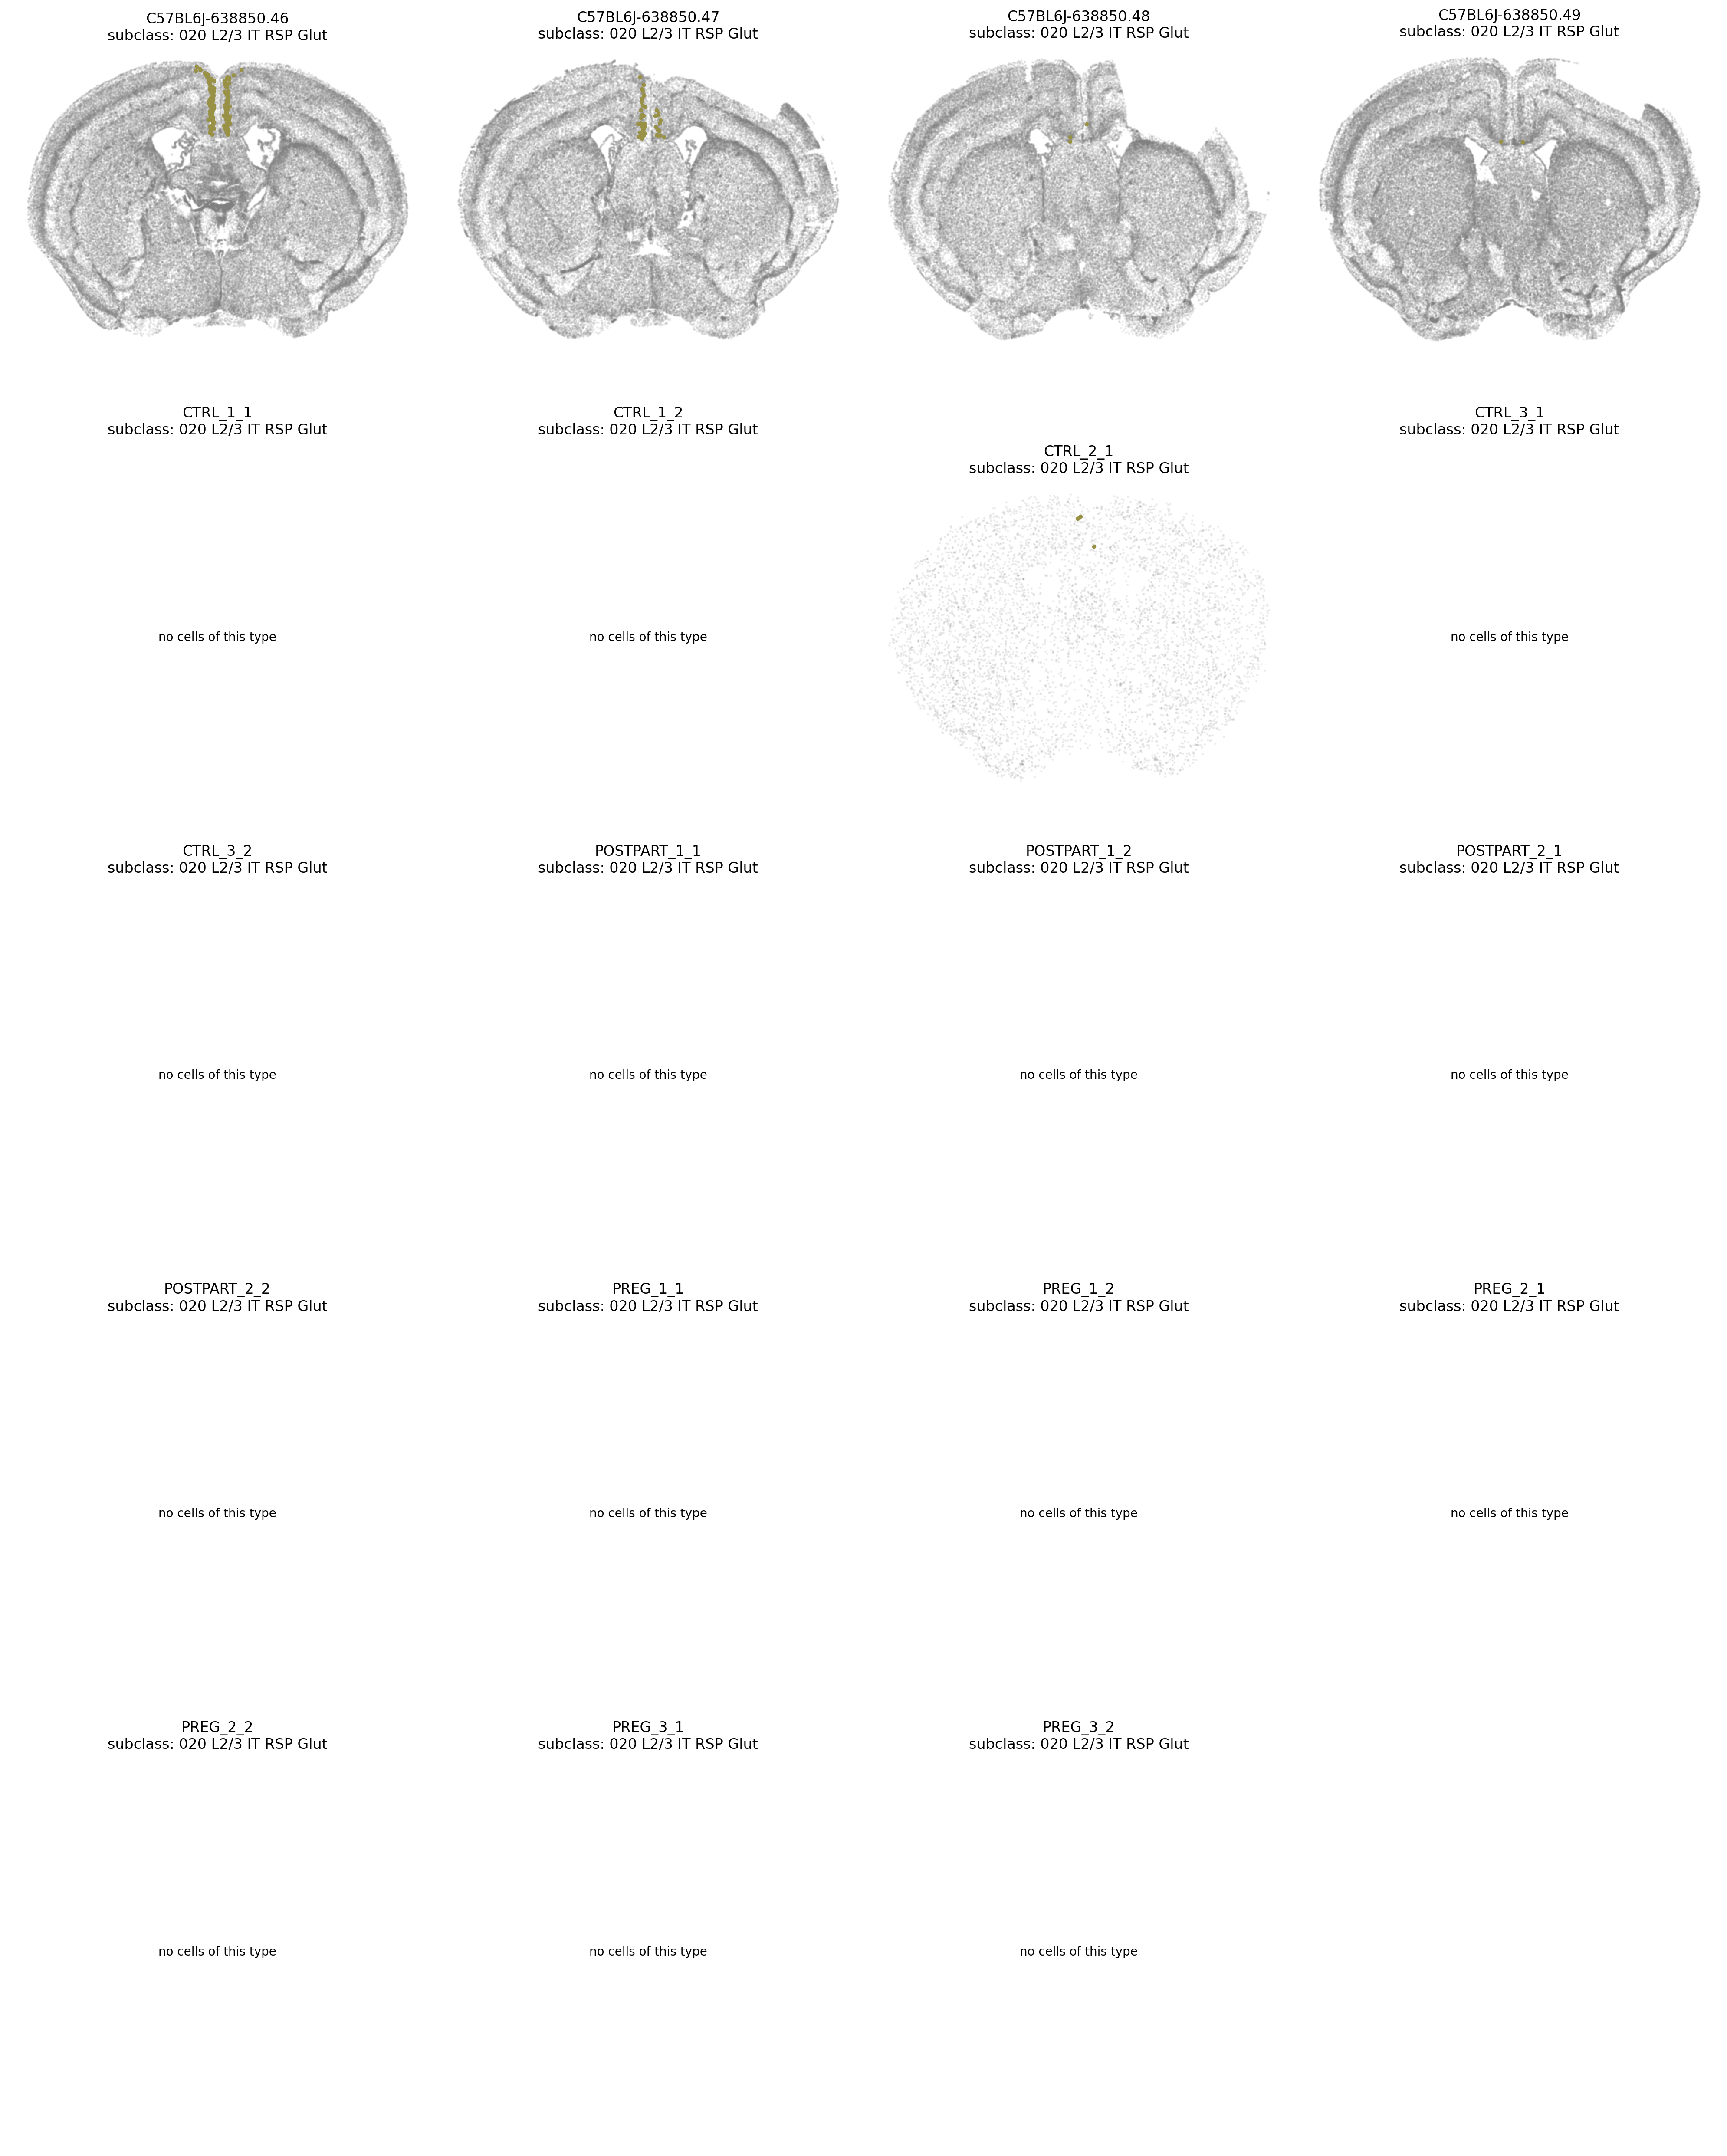 C57BL6J-638850.46
subclass: 020 L2/3 IT RSP Glut
C57BL6J-638850.47
subclass: 020 L2/3 IT RSP Glut
C57BL6J-638850.48
subclass: 020 L2/3 IT RSP Glut
C57BL6J-638850.49
subclass: 020 L2/3 IT RSP Glut
CTRL_1_1
subclass: 020 L2/3 IT RSP Glut
no cells of this type
CTRL_1_2
subclass: 020 L2/3 IT RSP Glut
no cells of this type
CTRL_2_1
subclass: 020 L2/3 IT RSP Glut
CTRL_3_1
subclass: 020 L2/3 IT RSP Glut
no cells of this type
CTRL_3_2
subclass: 020 L2/3 IT RSP Glut
no cells of this type
POSTPART_1_1
subclass: 020 L2/3 IT RSP Glut
no cells of this type
POSTPART_1_2
subclass: 020 L2/3 IT RSP Glut
no cells of this type
POSTPART_2_1
subclass: 020 L2/3 IT RSP Glut
no cells of this type
POSTPART_2_2
subclass: 020 L2/3 IT RSP Glut
no cells of this type
PREG_1_1
subclass: 020 L2/3 IT RSP Glut
no cells of this type
PREG_1_2
subclass: 020 L2/3 IT RSP Glut
no cells of this type
PREG_2_1
subclass: 020 L2/3 IT RSP Glut
no cells of this type
PREG_2_2
subclass: 020 L2/3 IT RSP Glut
no cells of this type
PREG_3_1
subclass: 020 L2/3 IT RSP Glut
no cells of this type
PREG_3_2
subclass: 020 L2/3 IT RSP Glut
no cells of this type